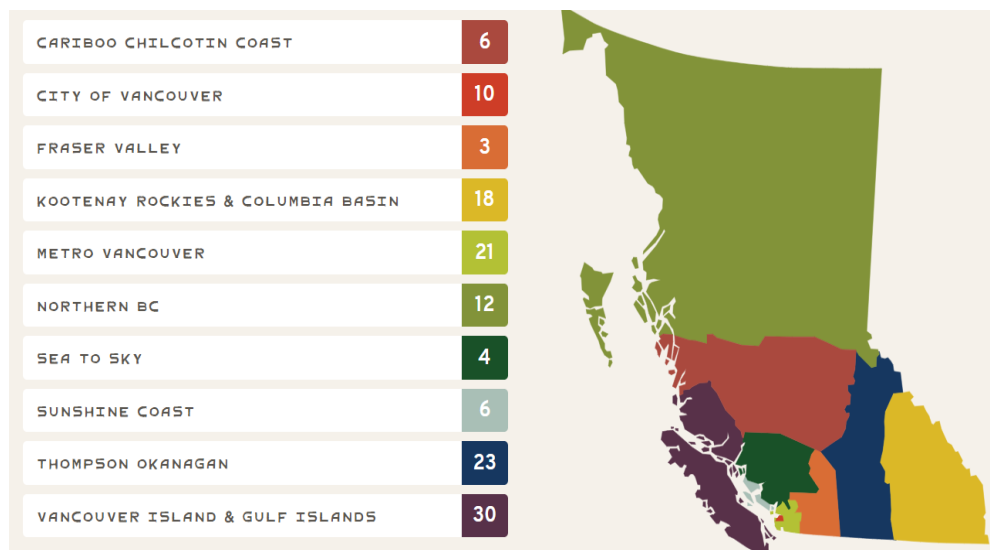 CARIBOO CHILCOTIN COAST 6
CITY OF VANCOUVER 10
FRASER VALLEY 3
KOOTENAY ROCKIES & COLUMBIA BASIN 18
METRO VANCOUVER 21
NORTHERN BC 12
SEA TO SKY 4
SUNSHINE COAST 6
THOMPSON OKANAGAN 23
VANCOUVER ISLAND & GULF ISLANDS 30